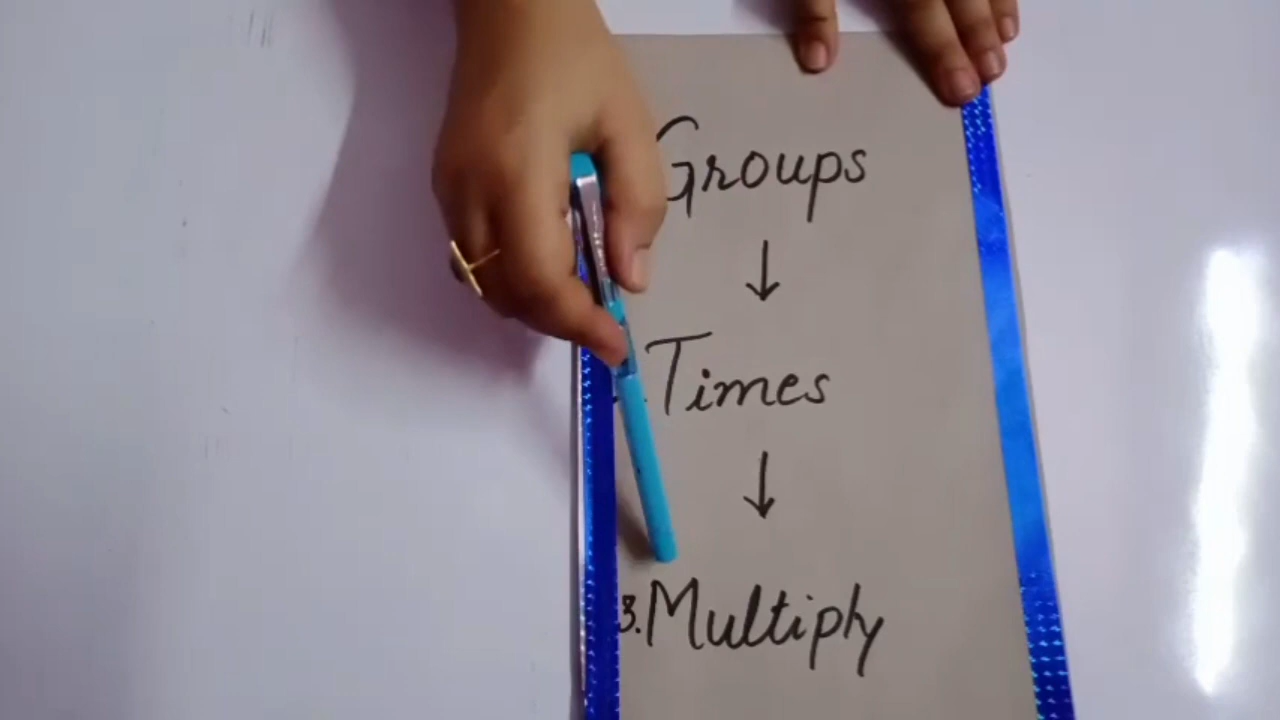 Groups
↓
Times
↓
3. Multiply